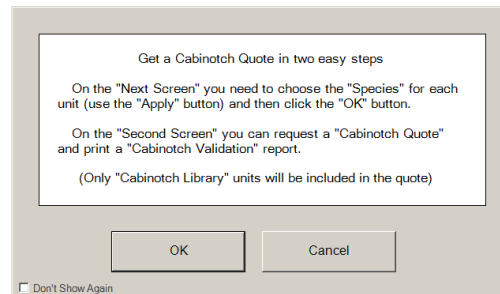 Get a Cabinotch Quote in two easy steps
On the "Next Screen" you need to choose the "Species" for each
unit (use the "Apply" button) and then click the "OK" button.
On the "Second Screen" you can request a "Cabinotch Quote"
and print a "Cabinotch Validation" report.
(Only "Cabinotch Library" units will be included in the quote)
OK
Cancel
Don't Show Again